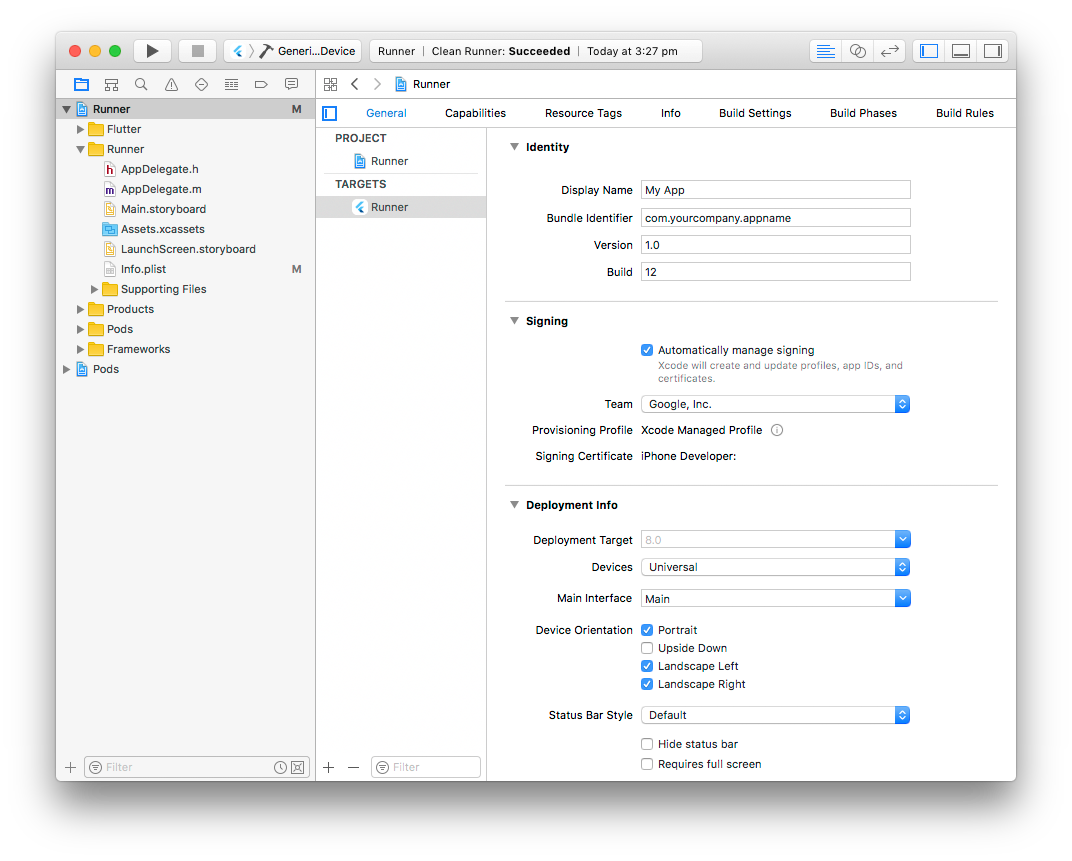 Generi...Device
Runner | Clean Runner: Succeeded | Today at 3:27 pm
Runner M
Flutter
Runner
AppDelegate.h
AppDelegate.m
Main.storyboard
Assets.xcassets
LaunchScreen.storyboard
Info.plist M
Supporting Files
Products
Pods
Frameworks
Pods
Filter
Runner
General Capabilities Resource Tags Info Build Settings Build Phases Build Rules
PROJECT
Runner
TARGETS
Runner
Filter
Identity
Display Name My App
Bundle Identifier com.yourcompany.appname
Version 1.0
Build 12
Signing
Automatically manage signing
Xcode will create and update profiles, app IDs, and
certificates.
Team Google, Inc.
Provisioning Profile Xcode Managed Profile
Signing Certificate iPhone Developer:
Deployment Info
Deployment Target 8.0
Devices Universal
Main Interface Main
Device Orientation Portrait
Upside Down
Landscape Left
Landscape Right
Status Bar Style Default
Hide status bar
Requires full screen